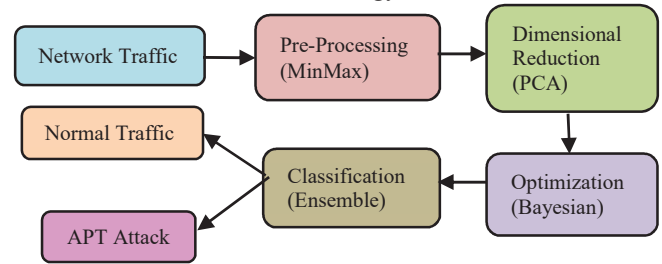 Network Traffic
Pre-Processing
(MinMax)
Dimensional
Reduction
(PCA)
Normal Traffic
Classification
(Ensemble)
Optimization
(Bayesian)
APT Attack